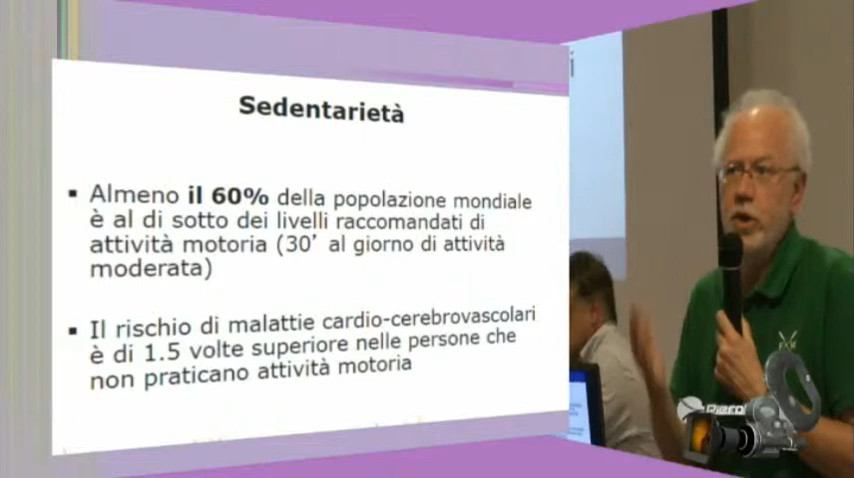 Sedentarietà
▪ Almeno il 60% della popolazione mondiale
è al di sotto dei livelli raccomandati di
attività motoria (30' al giorno di attività
moderata)
▪ Il rischio di malattie cardio-cerebrovascolari
è di 1.5 volte superiore nelle persone che
non praticano attività motoria